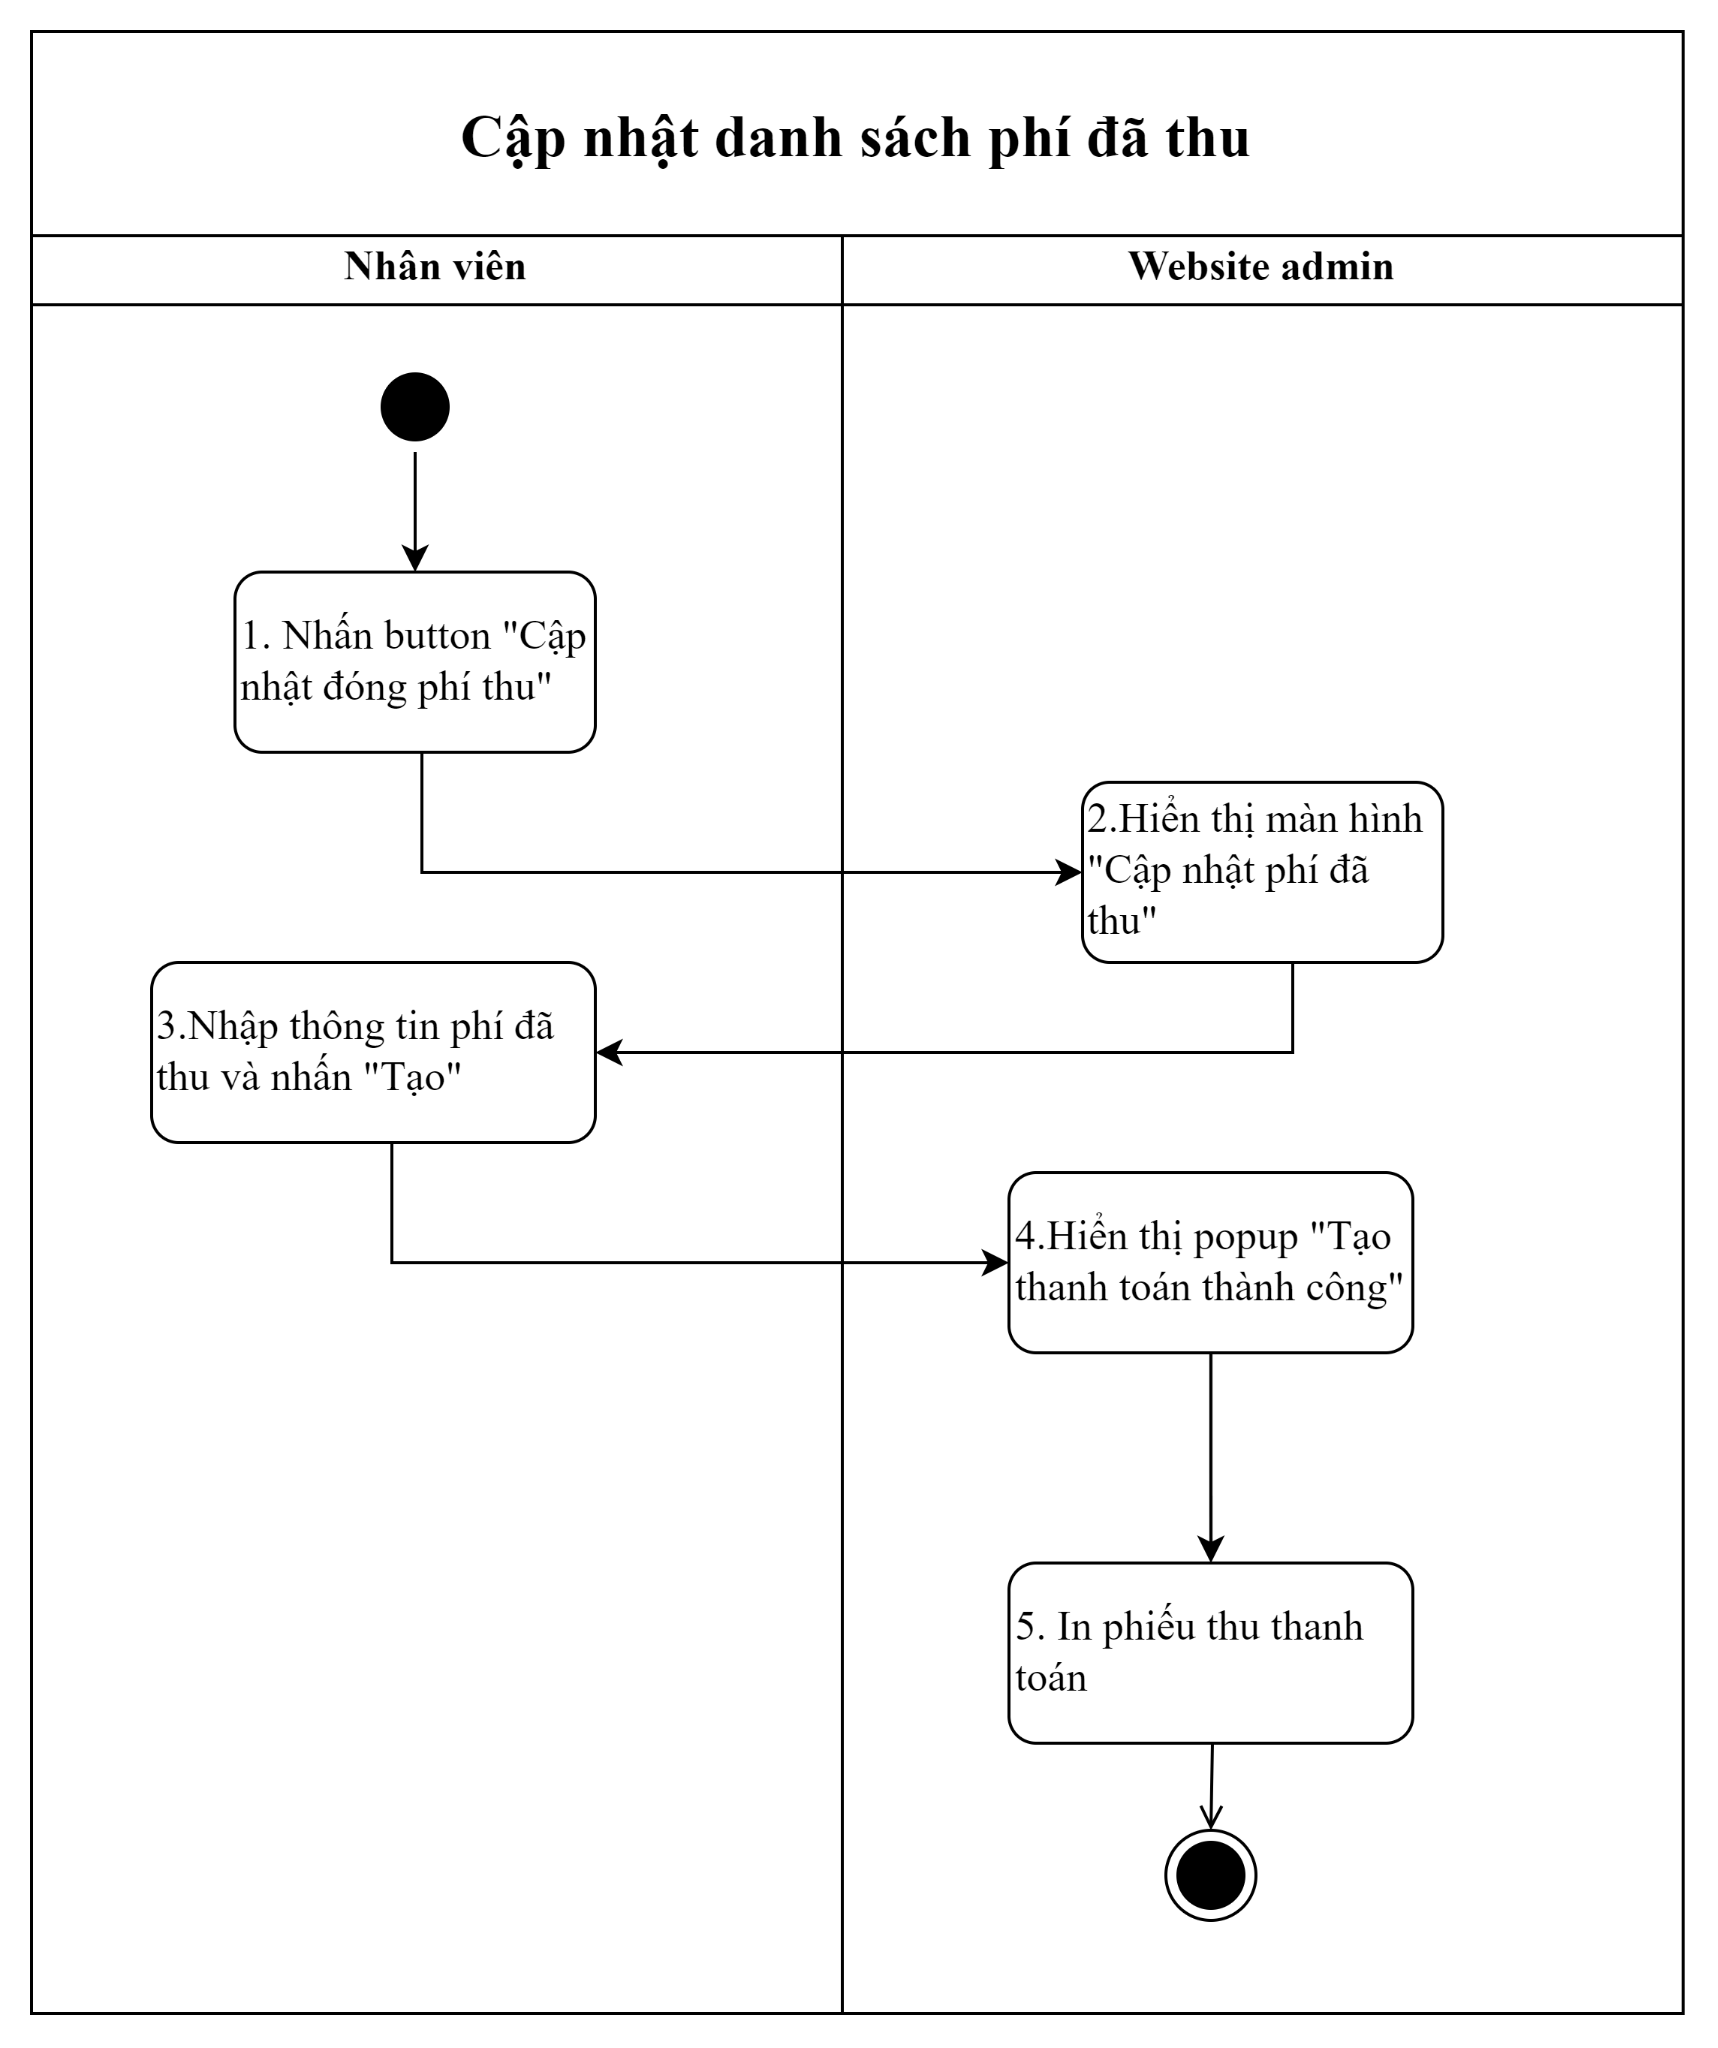 Cập nhật danh sách phí đã thu
Nhân viên
Website admin
1. Nhấn button "Cập
nhật đóng phí thu"
2.Hiển thị màn hình
"Cập nhật phí đã
thu"
3.Nhập thông tin phí đã
thu và nhấn "Tạo"
4.Hiển thị popup "Tạo
thanh toán thành công"
5. In phiếu thu thanh
toán